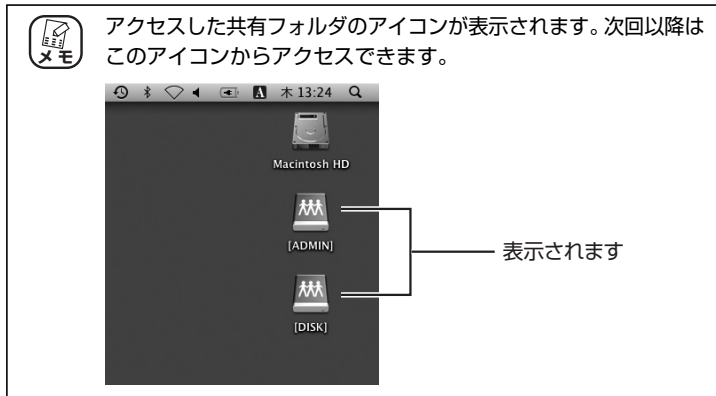 メモ
アクセスした共有フォルダのアイコンが表示されます。次回以降は
このアイコンからアクセスできます。
A 木 13:24
Macintosh HD
[ADMIN]
表示されます
[DISK]